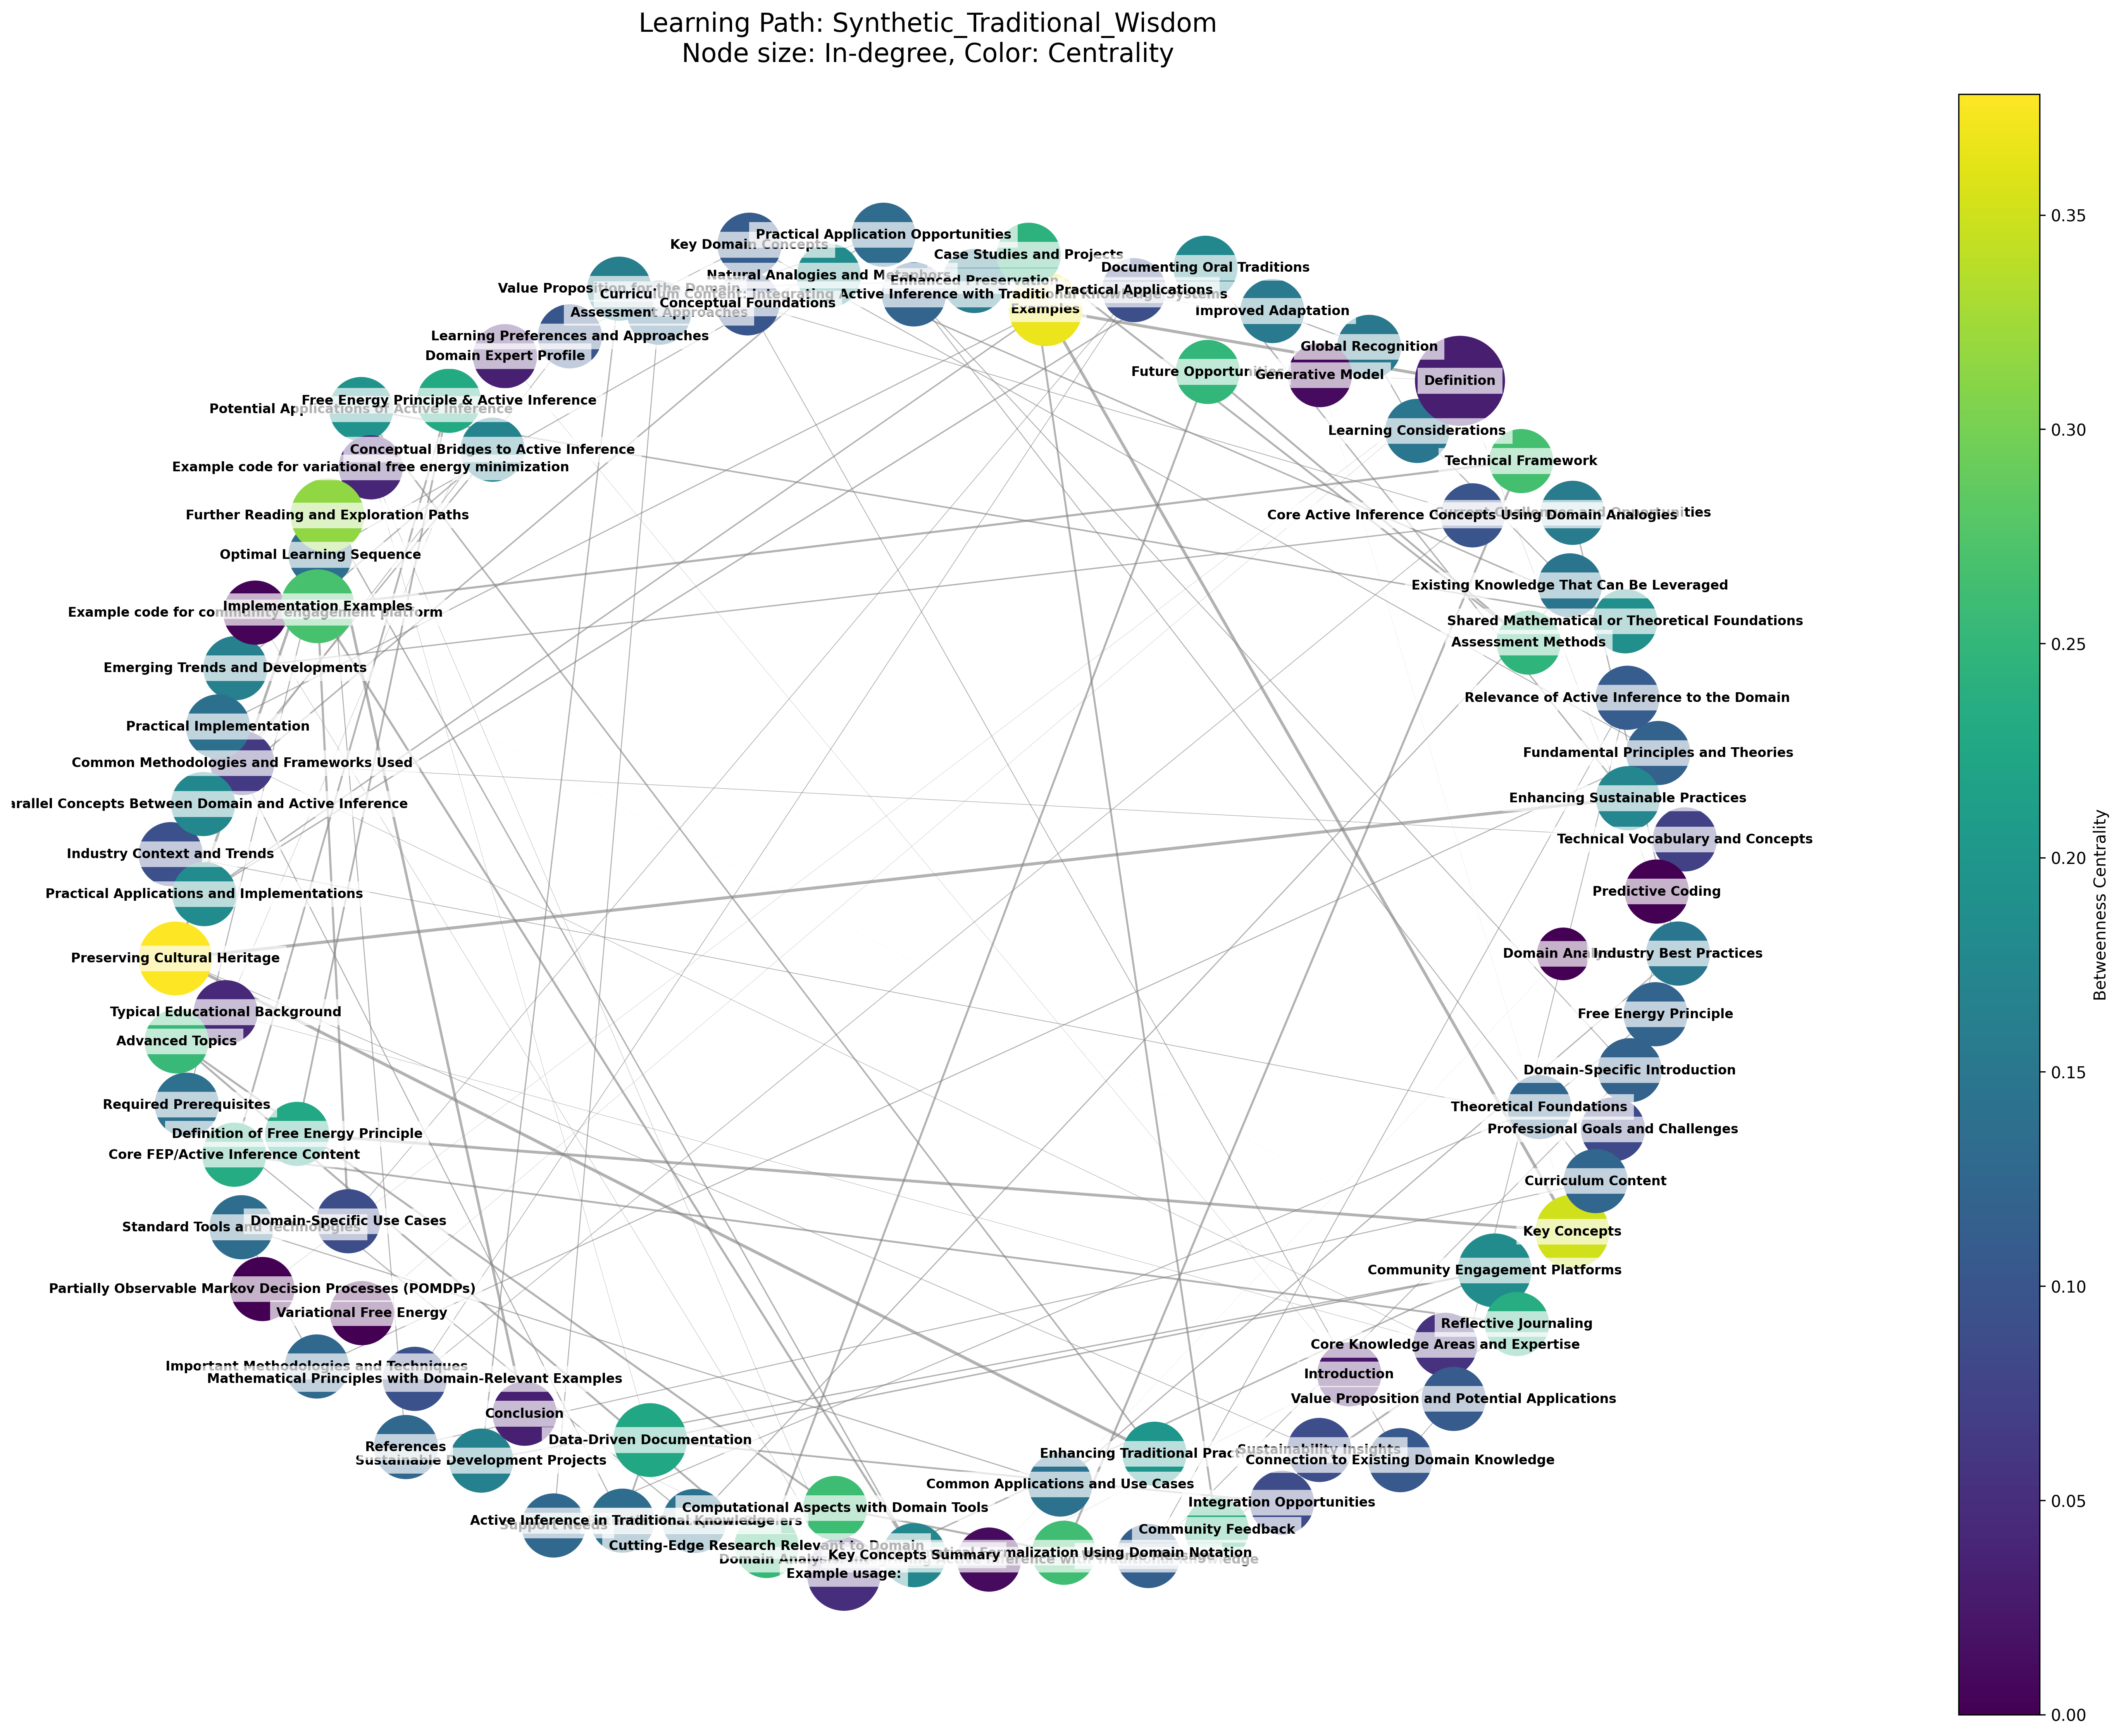 Learning Path: Synthetic_Traditional_Wisdom
Node size: In-degree, Color: Centrality
Practical Application Opportunities
Key Domain Concepts
Case Studies and Projects
Documenting Oral Traditions
Natural Analogies and Metaphors
Enhanced Preservation
Value Proposition for the Domain
Practical Applications
Curriculum Content: Integrating Active Inference with Traditional Knowledge Systems
Conceptual Foundations
Examples
Improved Adaptation
Assessment Approaches
Learning Preferences and Approaches
Global Recognition
Domain Expert Profile
Future Opportunities
Generative Model
Definition
Free Energy Principle & Active Inference
Potential Applications of Active Inference
Learning Considerations
Conceptual Bridges to Active Inference
Technical Framework
Example code for variational free energy minimization
Further Reading and Exploration Paths
Core Active Inference Concepts Using Domain Analogies
Current Challenges and Opportunities
Optimal Learning Sequence
Existing Knowledge That Can Be Leveraged
Implementation Examples
Example code for community engagement platform
Shared Mathematical or Theoretical Foundations
Assessment Methods
Emerging Trends and Developments
Relevance of Active Inference to the Domain
Practical Implementation
Fundamental Principles and Theories
Common Methodologies and Frameworks Used
Enhancing Sustainable Practices
arallel Concepts Between Domain and Active Inference
Technical Vocabulary and Concepts
Industry Context and Trends
Predictive Coding
Practical Applications and Implementations
Domain Analysis
Industry Best Practices
Preserving Cultural Heritage
Typical Educational Background
Free Energy Principle
Advanced Topics
Domain-Specific Introduction
Required Prerequisites
Theoretical Foundations
Definition of Free Energy Principle
Professional Goals and Challenges
Core FEP/Active Inference Content
Curriculum Content
Domain-Specific Use Cases
Standard Tools and Technologies
Key Concepts
Community Engagement Platforms
Partially Observable Markov Decision Processes (POMDPs)
Variational Free Energy
Reflective Journaling
Core Knowledge Areas and Expertise
Important Methodologies and Techniques
Introduction
Mathematical Principles with Domain-Relevant Examples
Value Proposition and Potential Applications
Conclusion
Data-Driven Documentation
References
Enhancing Traditional Pract
Sustainability Insights
Sustainable Development Projects
Connection to Existing Domain Knowledge
Common Applications and Use Cases
Integration Opportunities
Computational Aspects with Domain Tools
Active Inference in Traditional Knowledge
Support Needs
Community Feedback
Cutting-Edge Research Relevant to Domain
Key Concepts Summary
malization Using Domain Notation
Welcome Message
Domain Analysis
Example usage:
Betweenness Centrality
0.35
0.30
0.25
0.20
0.15
0.10
0.05
0.00